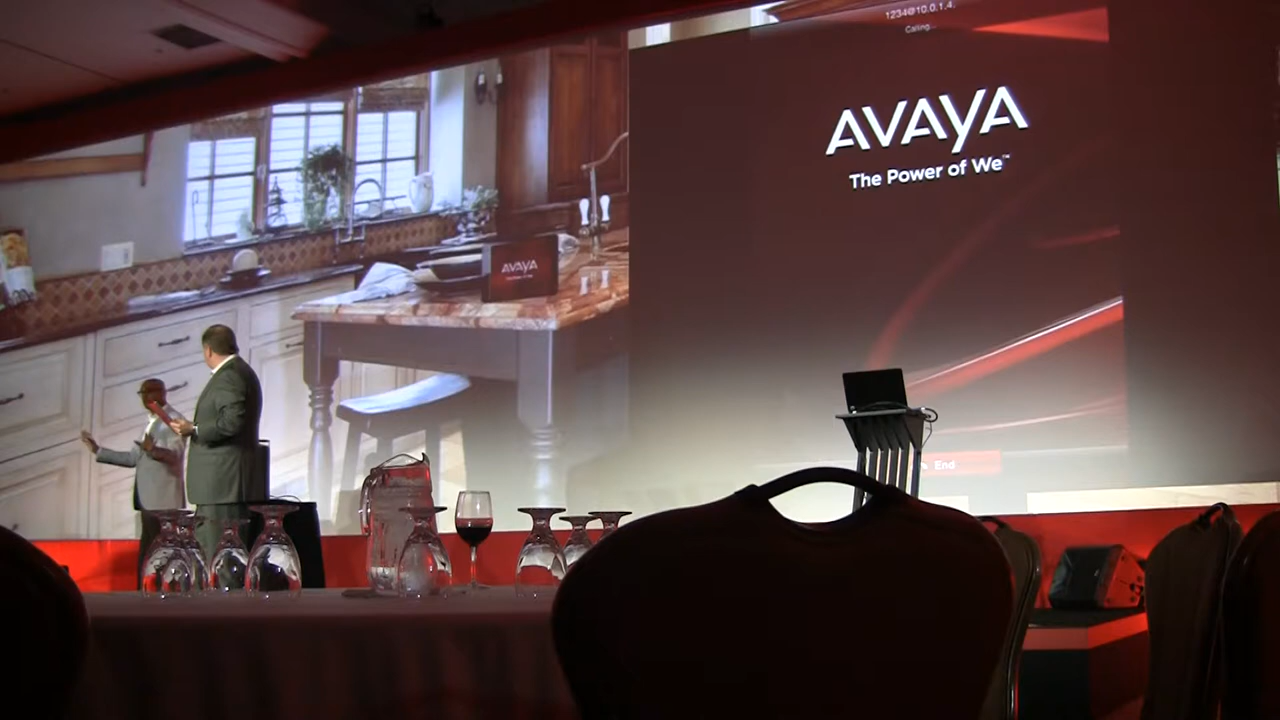 1234@10.0.1.4.
Calling...
AVAYA
The Power of We™
AVAYA
End